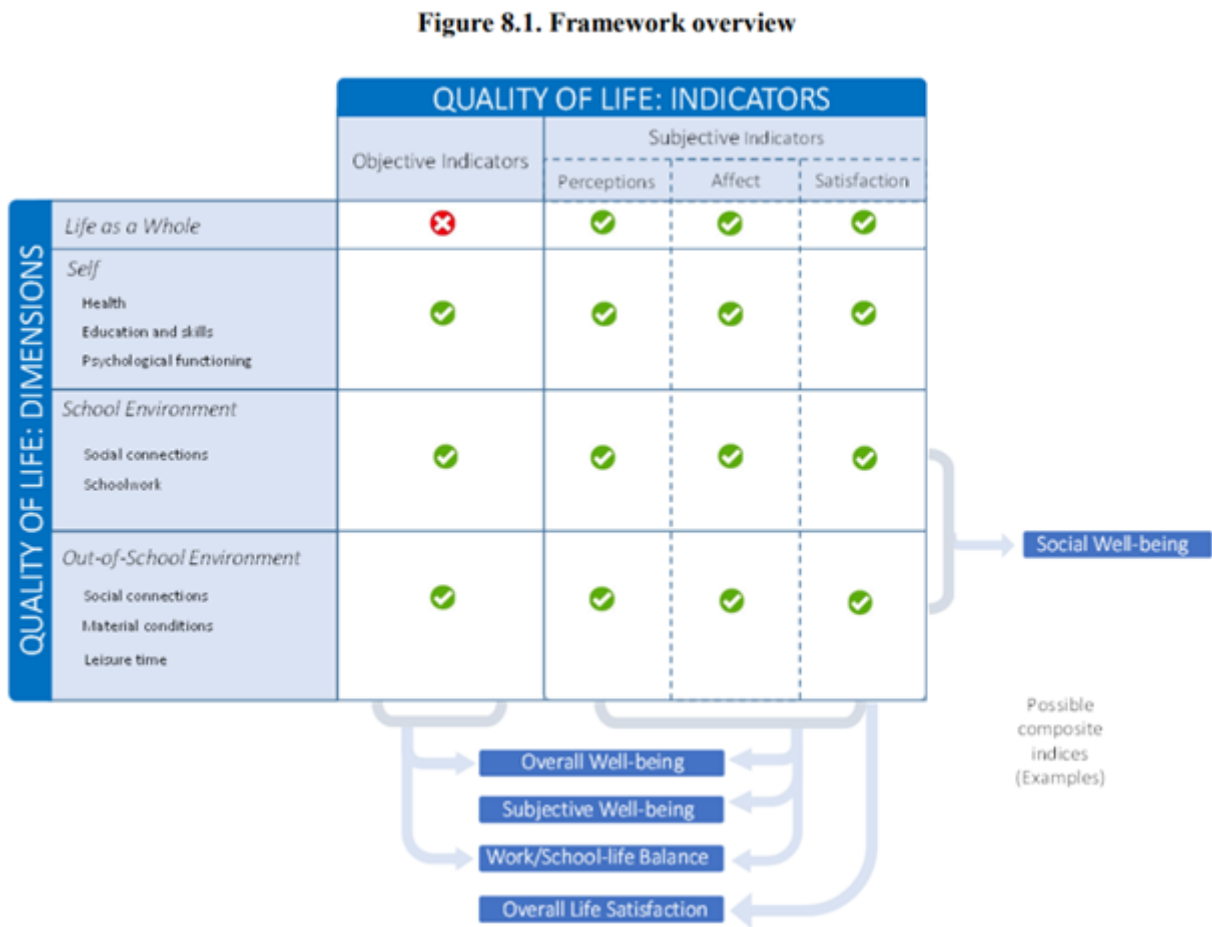 Figure 8.1. Framework overview
QUALITY OF LIFE: INDICATORS
Objective Indicators
Subjective Indicators
Perceptions
Affect
Satisfaction
QUALITY OF LIFE: DIMENSIONS
Life as a Whole
Self
Health
Education and skills
Psychological functioning
School Environment
Social connections
Schoolwork
Out-of-School Environment
Social connections
Material conditions
Leisure time
Social Well-being
Possible
composite
indices
(Examples)
Overall Well-being
Subjective Well-being
Work/School-life Balance
Overall Life Satisfaction